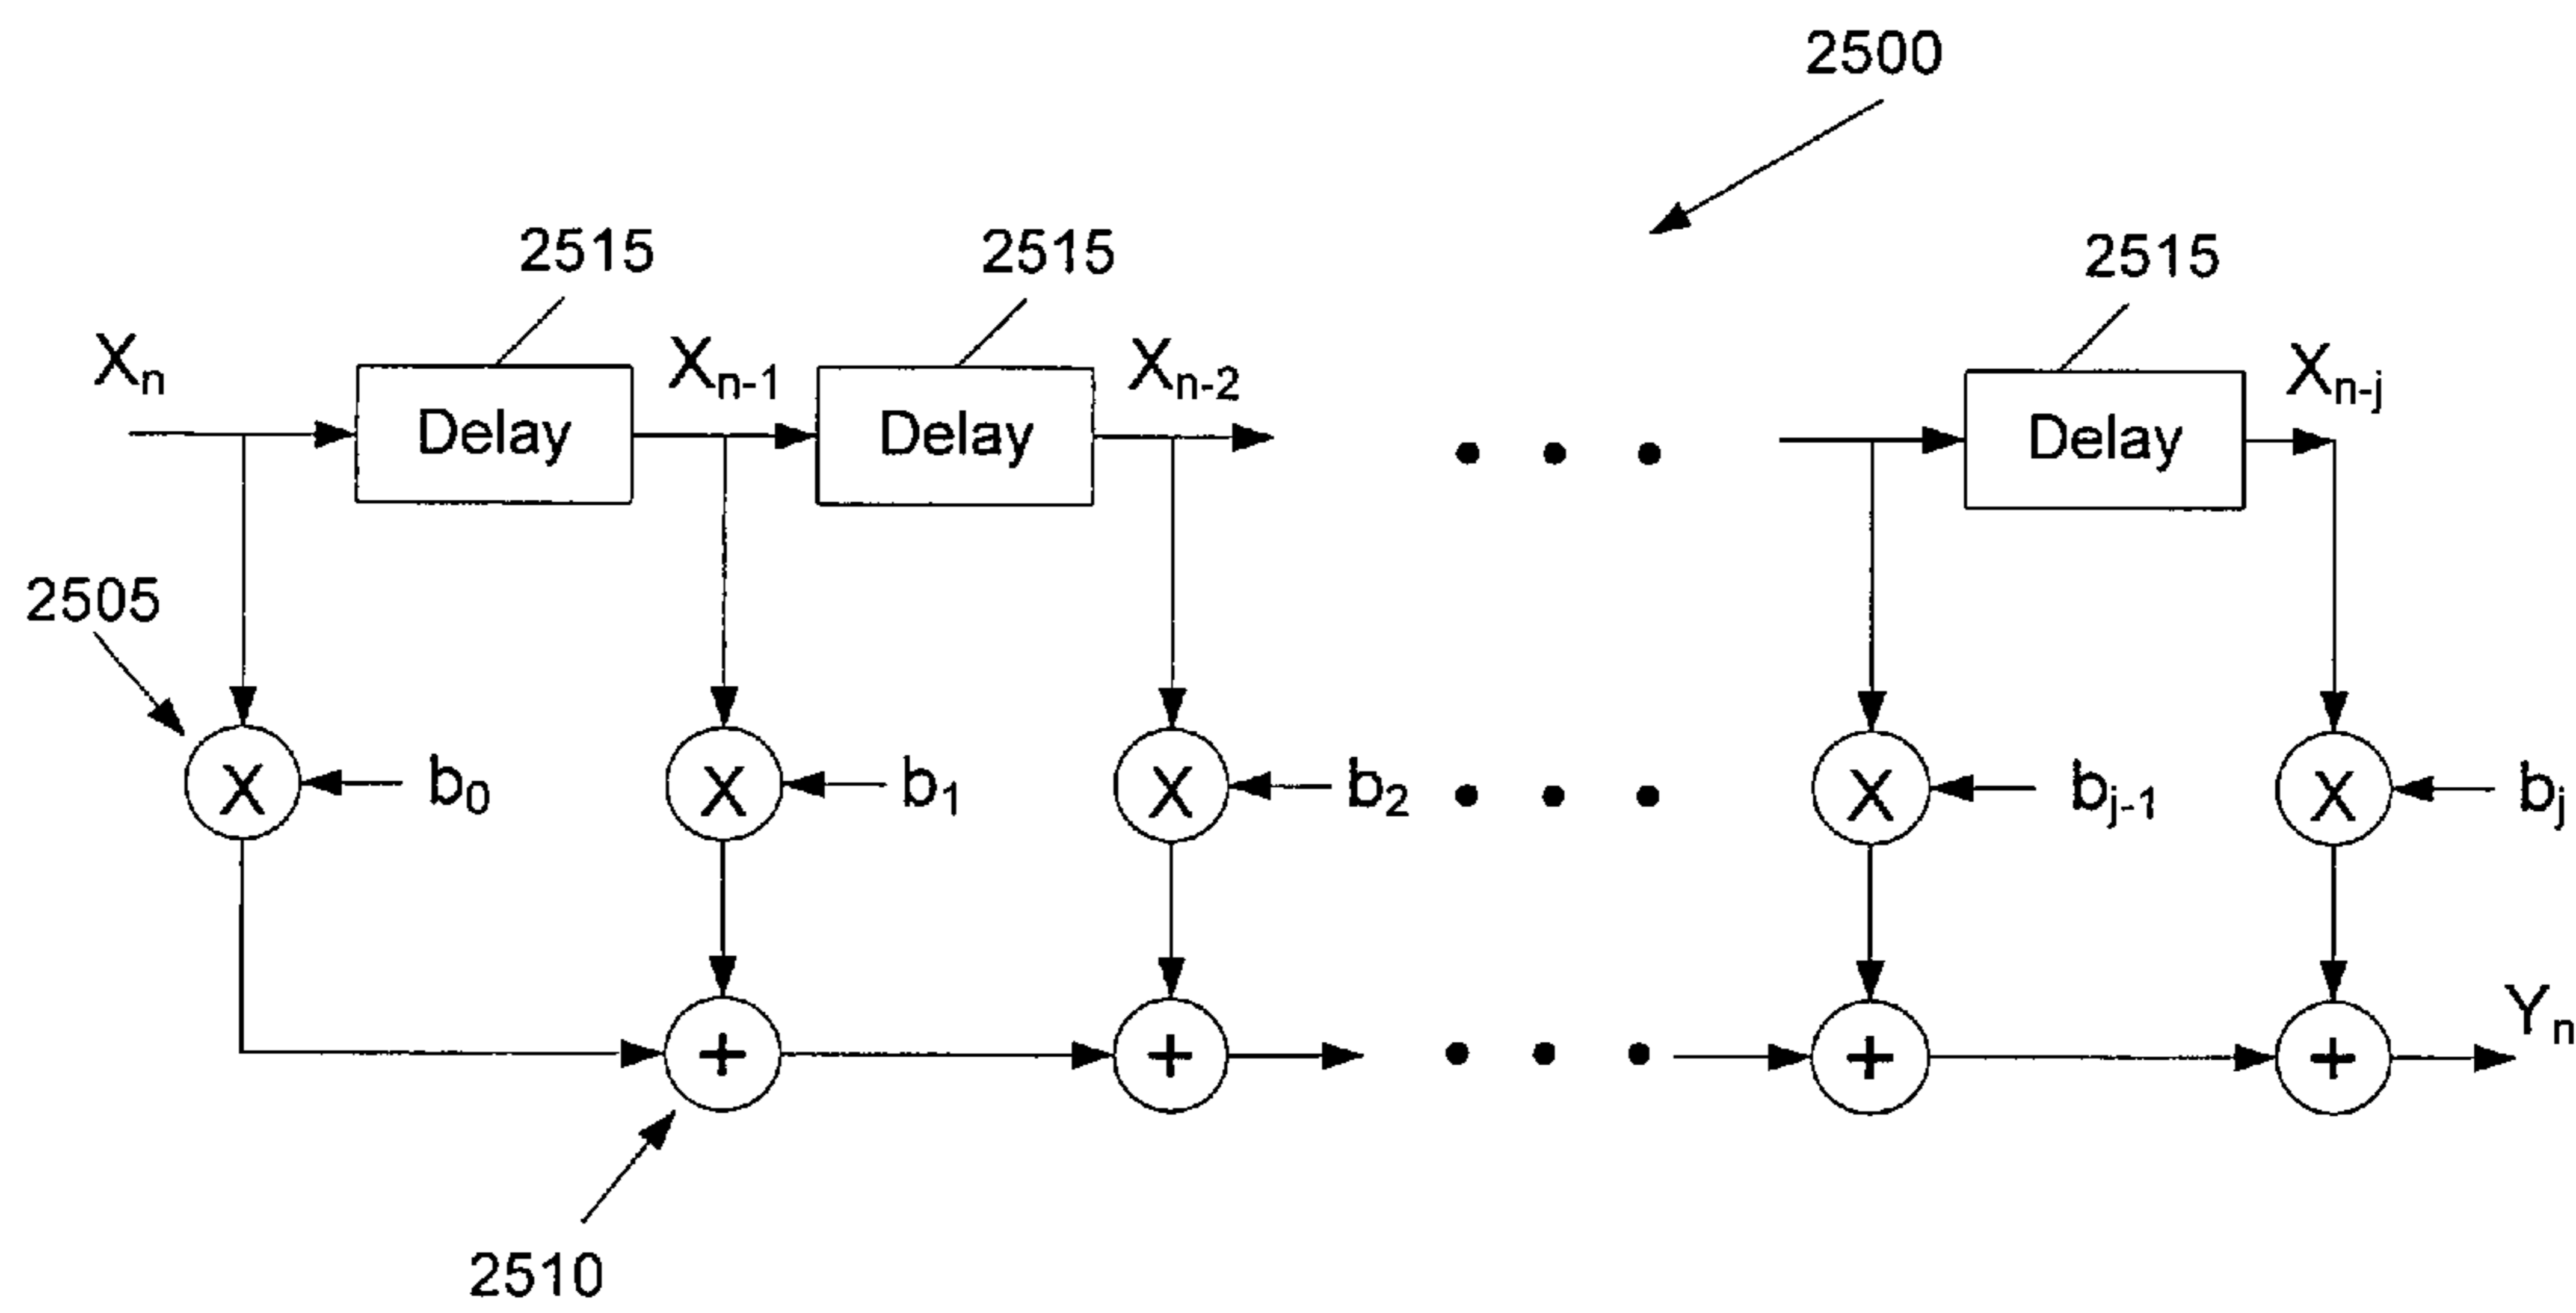 2500
2515
2515
2515
Xn
Delay
Xn-1
Delay
Xn-2
Delay
Xn-j
2505
X
b0
X
b1
X
b2
X
bj-1
X
bj
+
+
+
+
Yn
2510